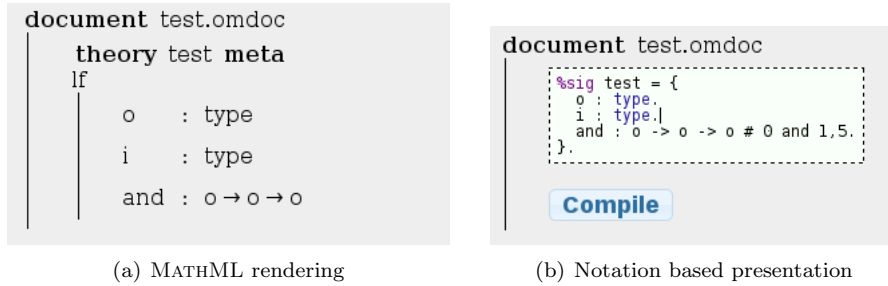 document test.omdoc
theory test meta
lf
o : type
i : type
and : o → o → o
(a) MATHML rendering
document test.omdoc
%sig test = {
o : type.
i : type.
and : o -> o -> o # 0 and 1,5.
}.
Compile
(b) Notation based presentation